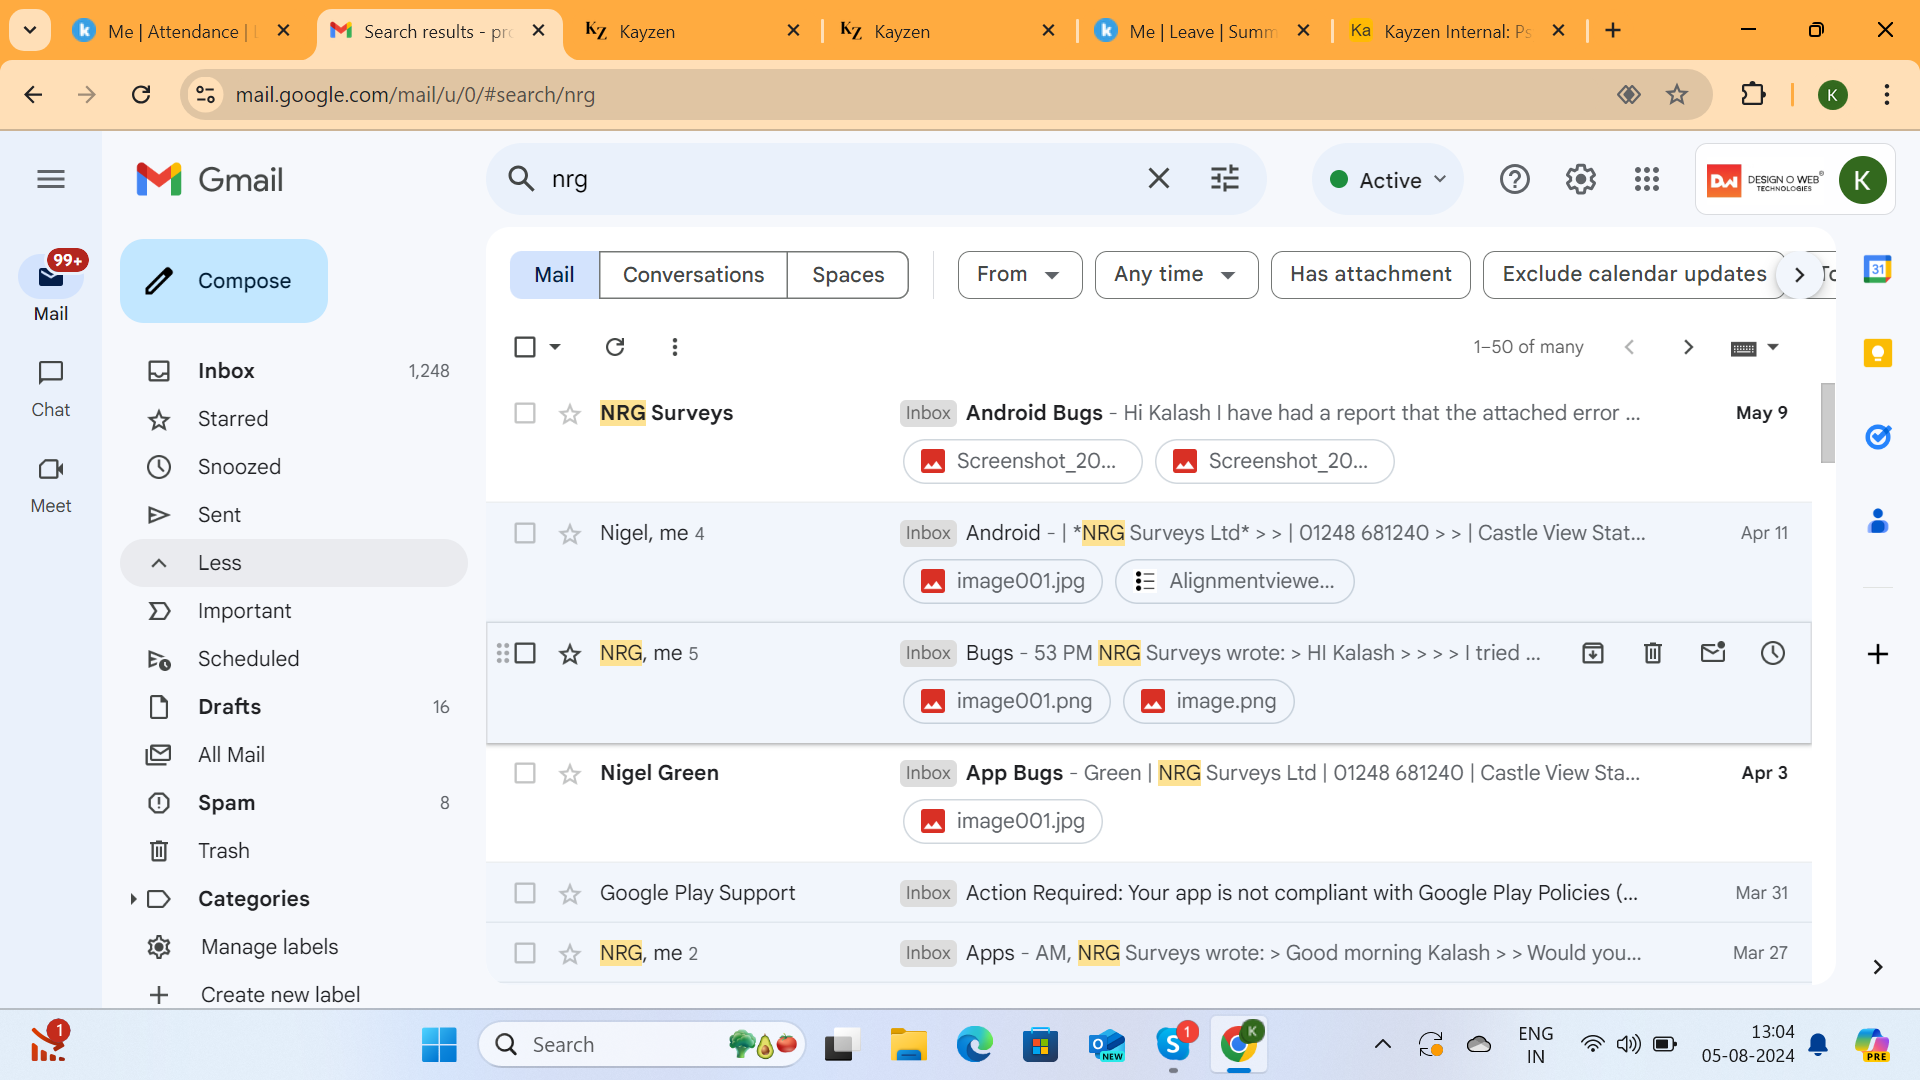 Me | Attendance |
Search results - pro
Kayzen
Kayzen
Me | Leave | Summ
Ka Kayzen Internal: Ps
mail.google.com/mail/u/0/#search/nrg
K
Gmail
nrg
Active
DW DESIGN O WEB® TECHNOLOGIES
K
99+
Mail
Chat
Meet
Compose
Inbox 1,248
Starred
Snoozed
Sent
Less
Important
Scheduled
Drafts 16
All Mail
Spam 8
Trash
Categories
Manage labels
Create new label
Mail Conversations Spaces From Any time Has attachment Exclude calendar updates To
1–50 of many
NRG Surveys Inbox Android Bugs - Hi Kalash I have had a report that the attached error ... May 9
Screenshot_20... Screenshot_20...
Nigel, me 4 Inbox Android - | *NRG Surveys Ltd* > > | 01248 681240 > > | Castle View Stat... Apr 11
image001.jpg Alignmentviewe...
NRG, me 5 Inbox Bugs - 53 PM NRG Surveys wrote: > HI Kalash > > > > I tried ...
image001.png image.png
Nigel Green Inbox App Bugs - Green | NRG Surveys Ltd | 01248 681240 | Castle View Sta... Apr 3
image001.jpg
Google Play Support Inbox Action Required: Your app is not compliant with Google Play Policies (... Mar 31
NRG, me 2 Inbox Apps - AM, NRG Surveys wrote: > Good morning Kalash > > Would you... Mar 27
31
1
Search
NEW
1
K
ENG
IN
13:04
05-08-2024
PRE